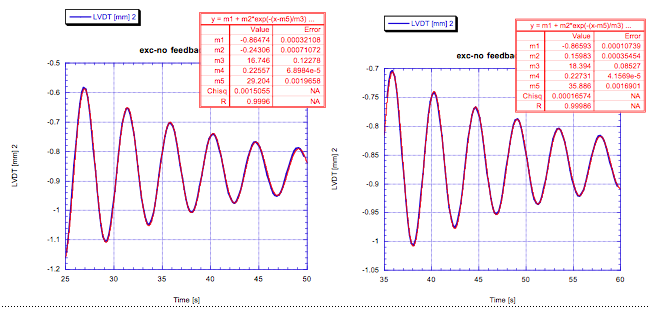 LVDT [mm] 2
y = m1 + m2*exp(-(x-m5)/m3) ...
Value Error
m1 -0.86474 0.00032108
m2 -0.24306 0.00071072
m3 16.746 0.12278
m4 0.22557 6.8984e-5
m5 29.204 0.0019658
Chisq 0.0015055 NA
R 0.9996 NA
exc-no feedba
-0.5
-0.6
-0.7
-0.8
-0.9
-1
-1.1
-1.2
LVDT [mm] 2
25 30 35 40 45 50
Time [s]
LVDT [mm] 2
y = m1 + m2*exp(-(x-m5)/m3) ...
Value Error
m1 -0.86593 0.00010739
m2 0.15983 0.00035454
m3 18.394 0.08527
m4 0.22731 4.1569e-5
m5 35.886 0.0016901
Chisq 0.00016574 NA
R 0.99986 NA
exc-no feedba
-0.7
-0.75
-0.8
-0.85
-0.9
-0.95
-1
-1.05
LVDT [mm] 2
35 40 45 50 55 60
Time [s]